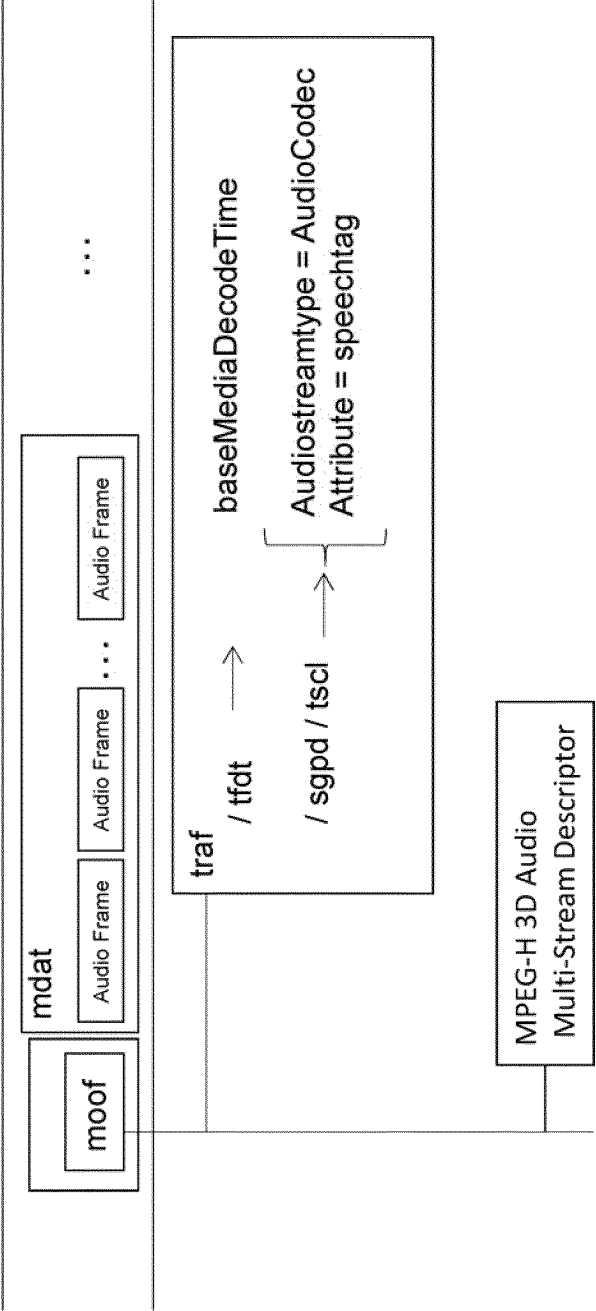 moof
mdat
Audio Frame
Audio Frame
...
Audio Frame
...
traf
/ tfdt
baseMediaDecodeTime
/ sgpd / tscl
Audiostreamtype = AudioCodec
Attribute = speechtag
MPEG-H 3D Audio
Multi-Stream Descriptor